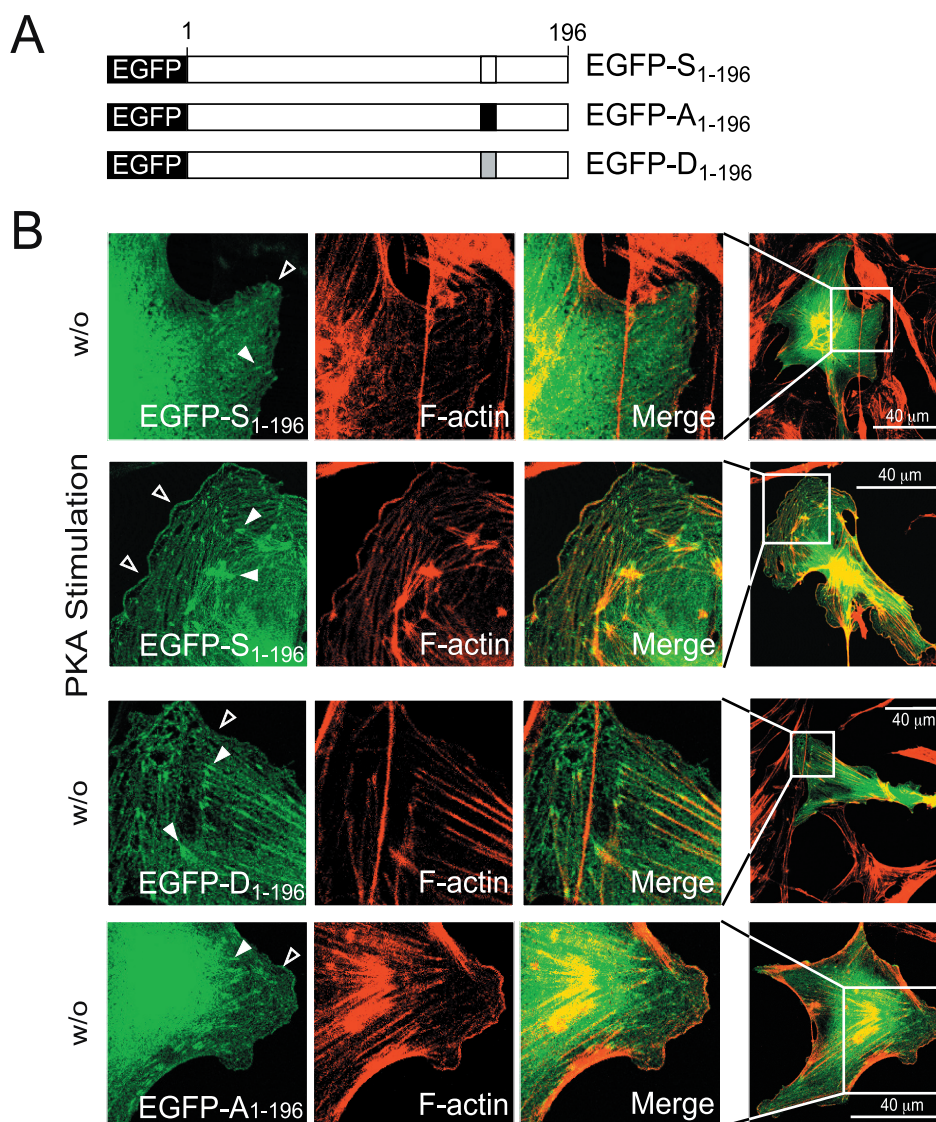 A
1 196
EGFP EGFP-S1-196
EGFP EGFP-A1-196
EGFP EGFP-D1-196
B
w/o
EGFP-S1-196 F-actin Merge 40 μm
PKA Stimulation
EGFP-S1-196 F-actin Merge 40 μm
w/o
EGFP-D1-196 F-actin Merge 40 μm
w/o
EGFP-A1-196 F-actin Merge 40 μm